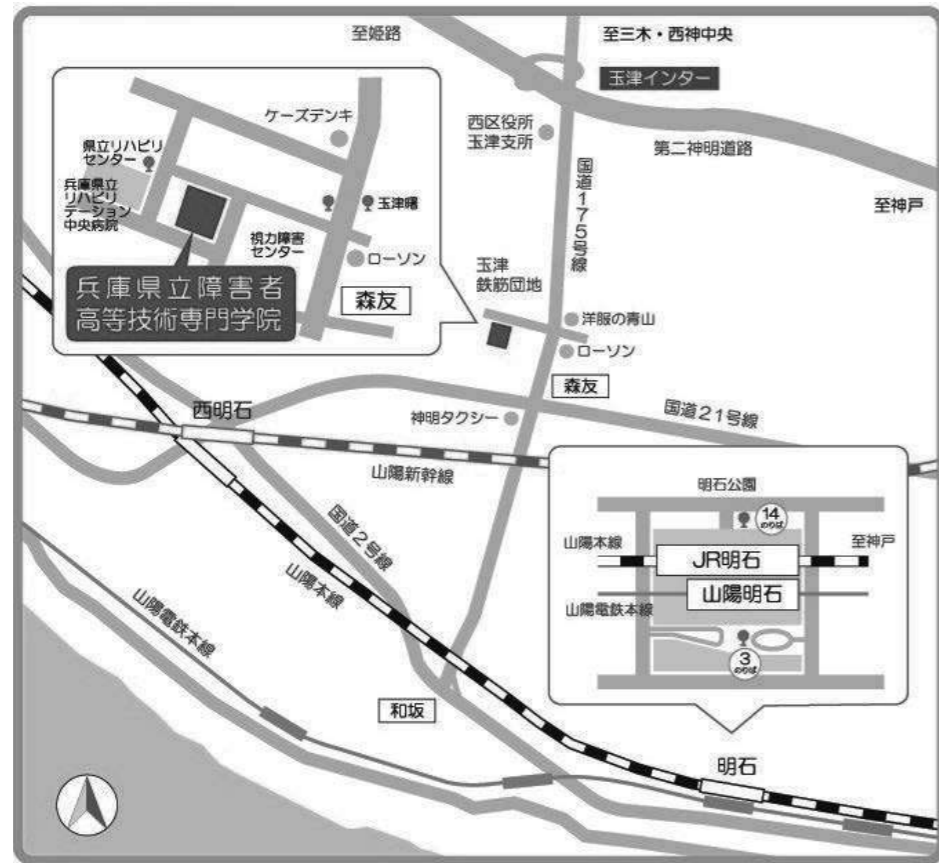 至姫路
至三木・西神中央
玉津インター
西区役所
玉津支所
第二神明道路
至神戸
国道175号線
ケーズデンキ
県立リハビリ
センター
兵庫県立
リハビリ
テーション
中央病院
玉津曙
視力障害
センター
ローソン
兵庫県立障害者
高等技術専門学院
森友
玉津
鉄筋団地
洋服の青山
ローソン
森友
西明石
神明タクシー
国道21号線
山陽新幹線
国道2号線
山陽本線
山陽電鉄本線
和坂
明石公園
14
のりば
山陽本線
至神戸
JR明石
山陽明石
山陽電鉄本線
3
のりば
明石